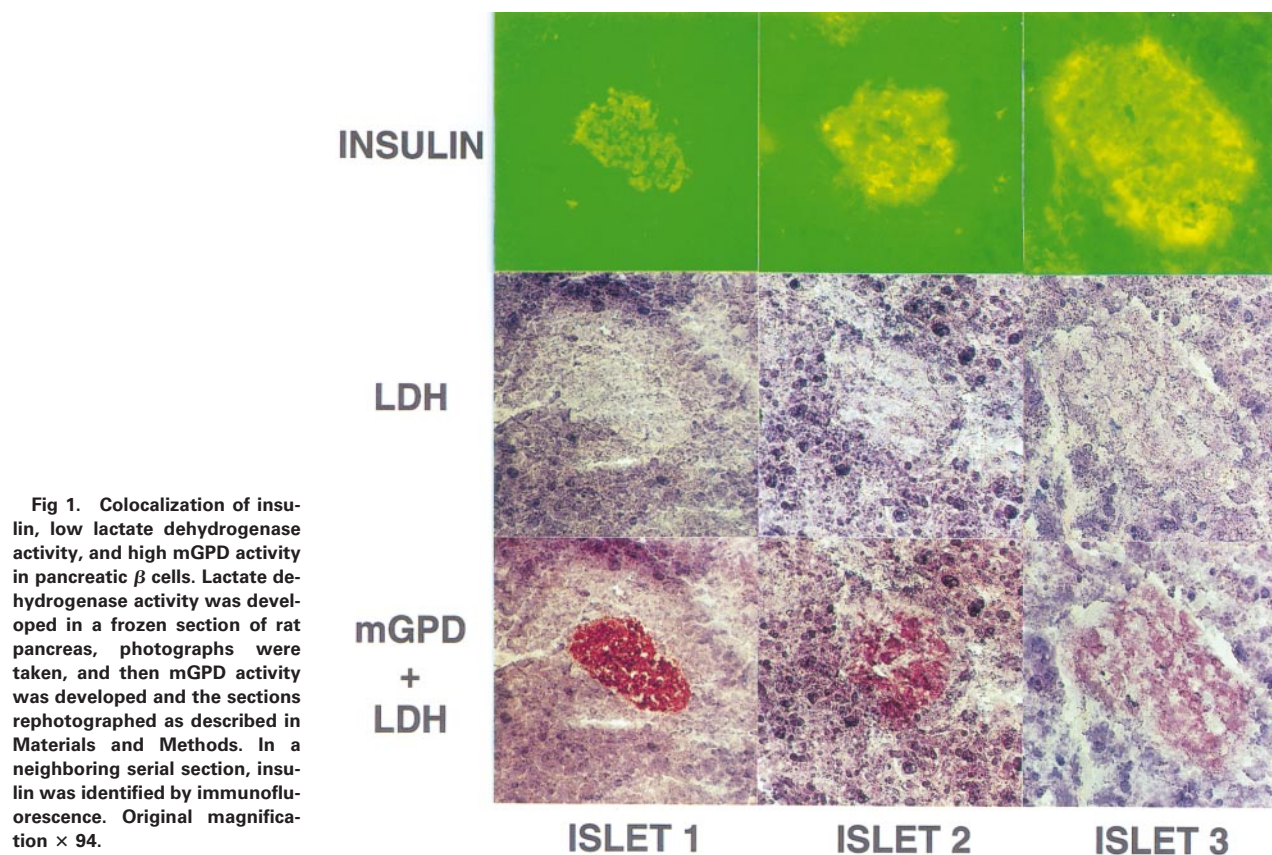 INSULIN
LDH
mGPD
+
LDH
ISLET 1 ISLET 2 ISLET 3
Fig 1. Colocalization of insu-
lin, low lactate dehydrogenase
activity, and high mGPD activity
in pancreatic β cells. Lactate de-
hydrogenase activity was devel-
oped in a frozen section of rat
pancreas, photographs were
taken, and then mGPD activity
was developed and the sections
rephotographed as described in
Materials and Methods. In a
neighboring serial section, insu-
lin was identified by immunoflu-
orescence. Original magnifica-
tion × 94.